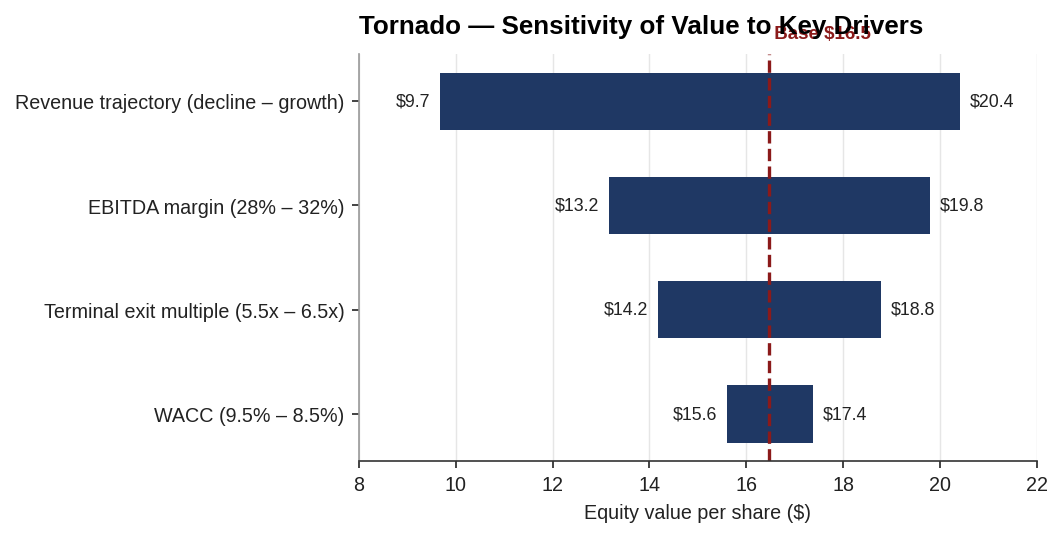 Tornado — Sensitivity of Value to Key Drivers
Base $16.5
Revenue trajectory (decline – growth)
$9.7
$20.4
EBITDA margin (28% – 32%)
$13.2
$19.8
Terminal exit multiple (5.5x – 6.5x)
$14.2
$18.8
WACC (9.5% – 8.5%)
$15.6
$17.4
8 10 12 14 16 18 20 22
Equity value per share ($)